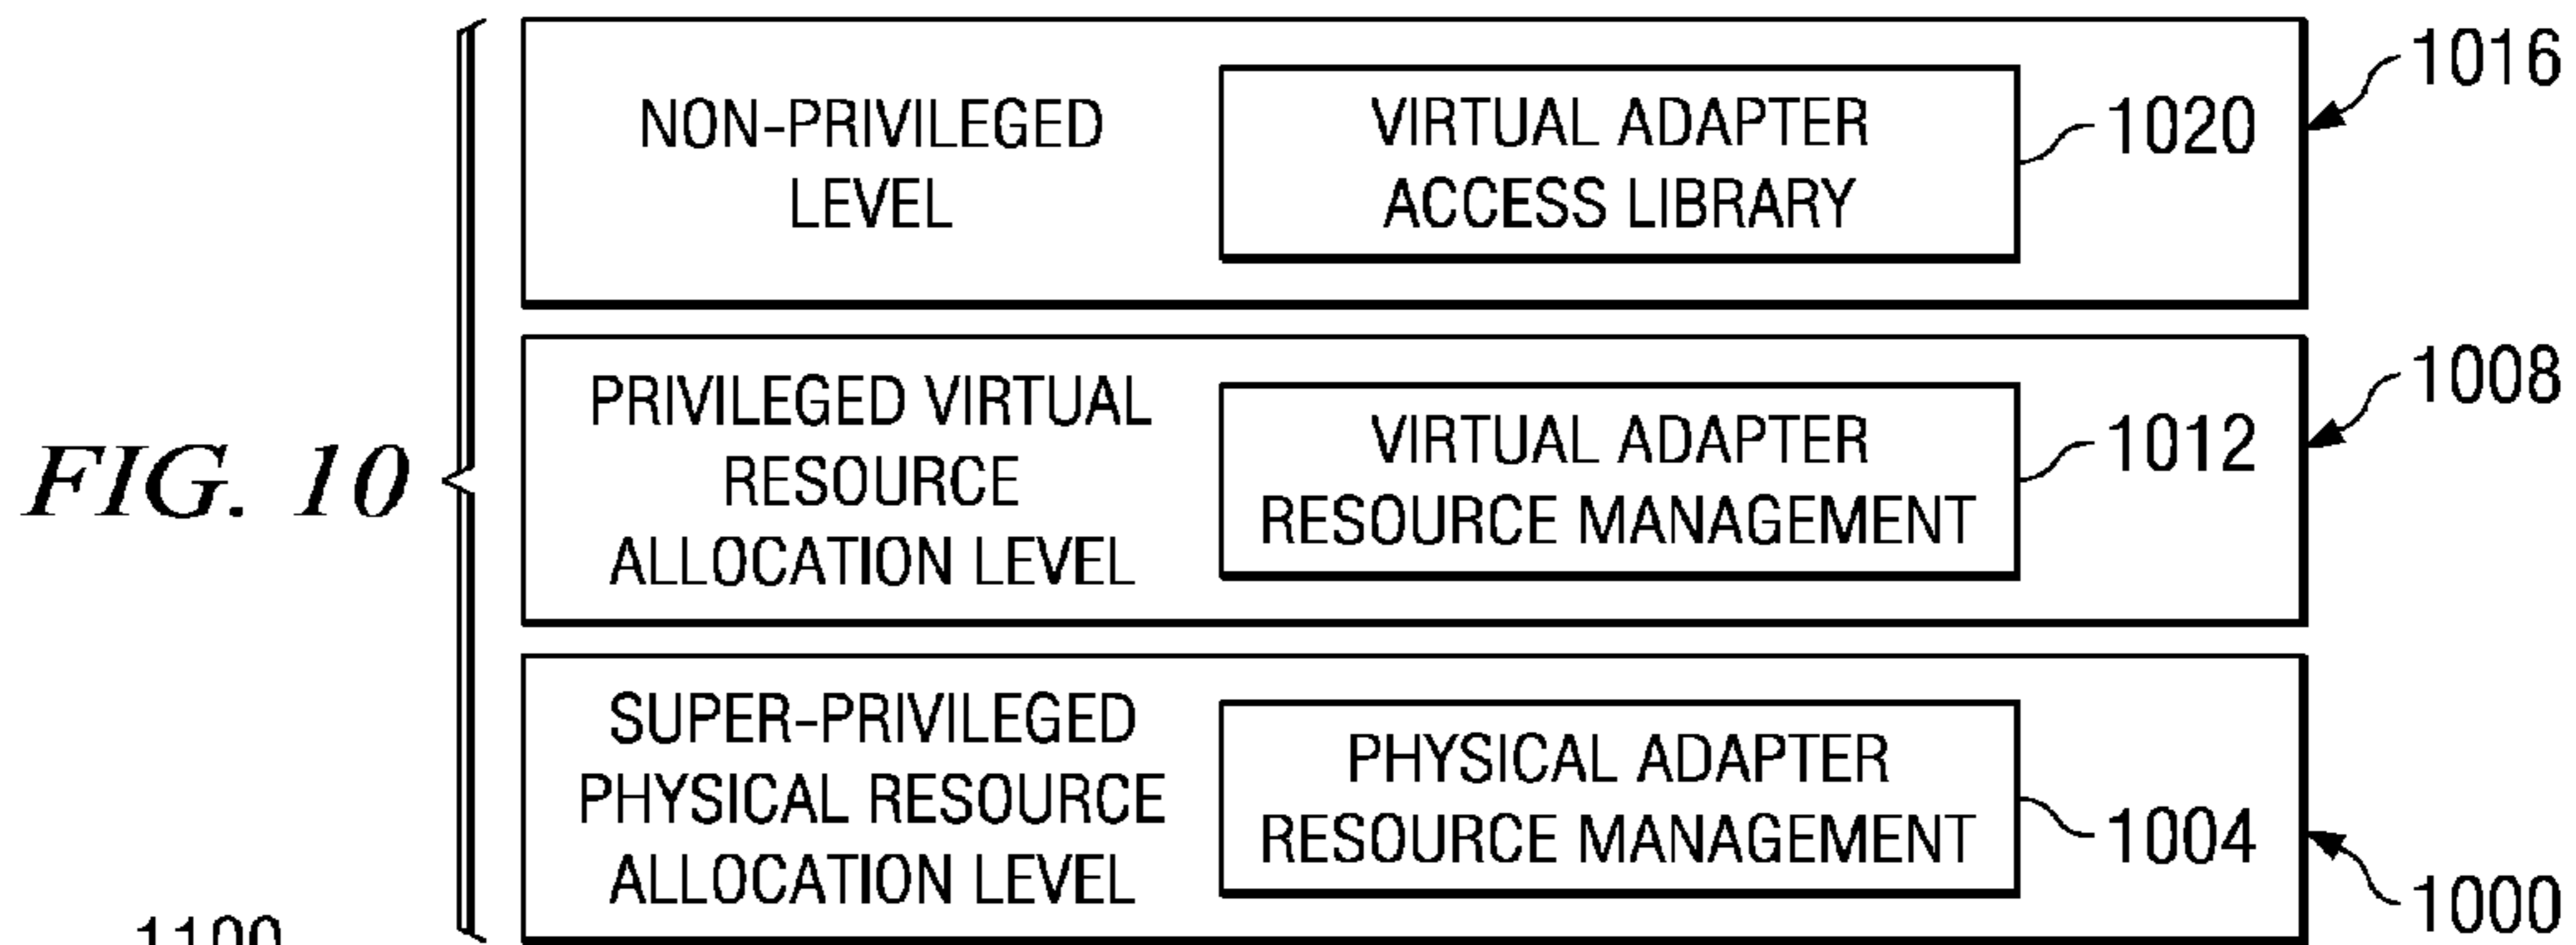 FIG. 10
NON-PRIVILEGED
LEVEL
VIRTUAL ADAPTER
ACCESS LIBRARY
1020
1016
PRIVILEGED VIRTUAL
RESOURCE
ALLOCATION LEVEL
VIRTUAL ADAPTER
RESOURCE MANAGEMENT
1012
1008
SUPER-PRIVILEGED
PHYSICAL RESOURCE
ALLOCATION LEVEL
PHYSICAL ADAPTER
RESOURCE MANAGEMENT
1004
1000
1100